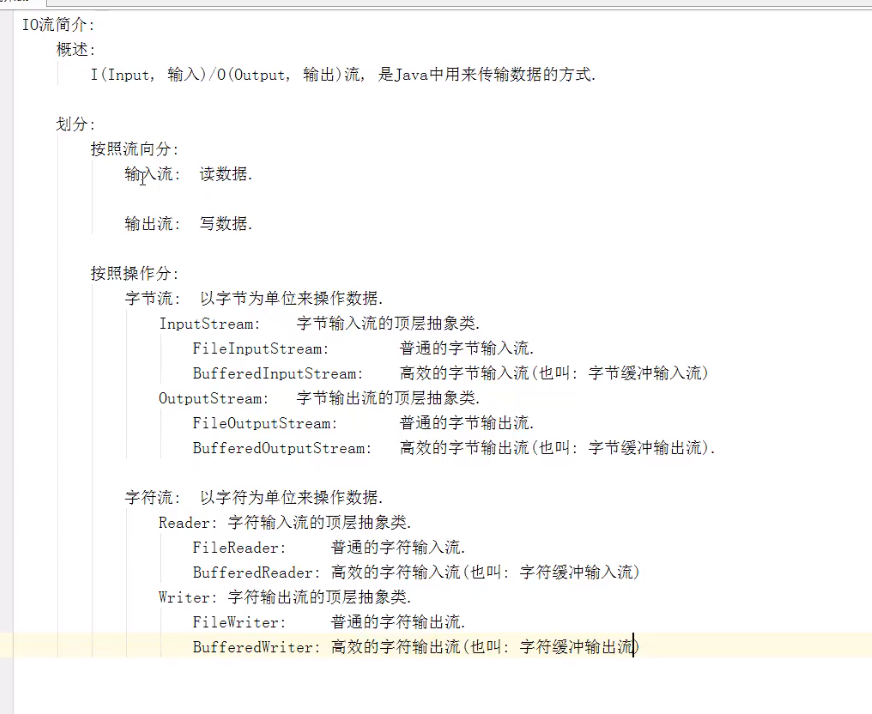 IO流简介:
概述:
I(Input, 输入)/O(Output, 输出)流, 是Java中用来传输数据的方式.
划分:
按照流向分:
输入流: 读数据.
输出流: 写数据.
按照操作分:
字节流: 以字节为单位来操作数据.
InputStream: 字节输入流的顶层抽象类.
FileInputStream: 普通的字节输入流.
BufferedInputStream: 高效的字节输入流(也叫: 字节缓冲输入流)
OutputStream: 字节输出流的顶层抽象类.
FileOutputStream: 普通的字节输出流.
BufferedOutputStream: 高效的字节输出流(也叫: 字节缓冲输出流).
字符流: 以字符为单位来操作数据.
Reader: 字符输入流的顶层抽象类.
FileReader: 普通的字符输入流.
BufferedReader: 高效的字符输入流(也叫: 字符缓冲输入流)
Writer: 字符输出流的顶层抽象类.
FileWriter: 普通的字符输出流.
BufferedWriter: 高效的字符输出流(也叫: 字符缓冲输出流)